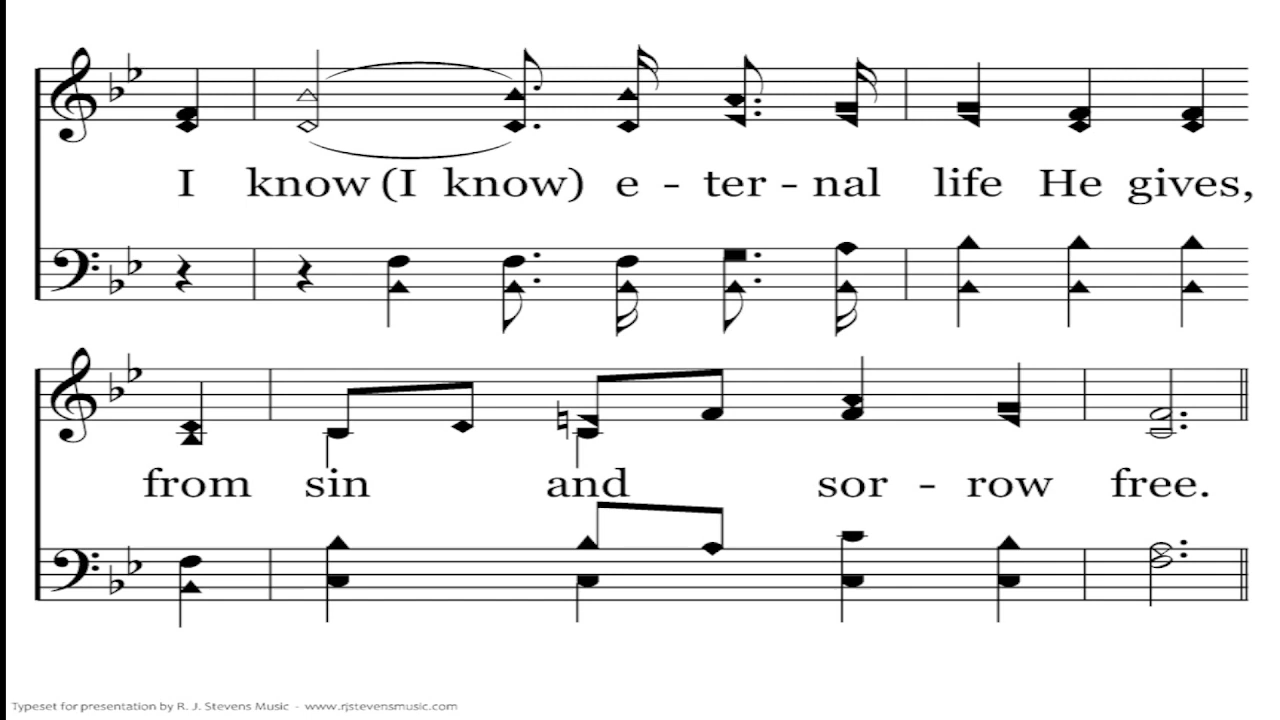 I know (I know) e - ter - nal life He gives,
from sin and sor - row free.
Typeset for presentation by R. J. Stevens Music - www.rjstevensmusic.com